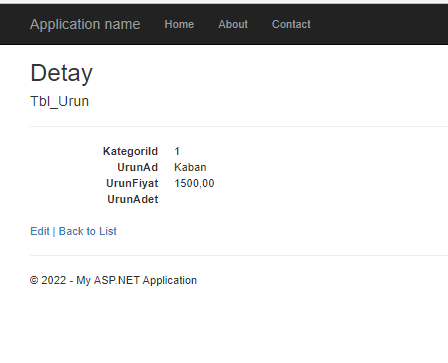 Application name Home About Contact
Detay
Tbl_Urun
KategoriId 1
UrunAd Kaban
UrunFiyat 1500,00
UrunAdet
Edit | Back to List
© 2022 - My ASP.NET Application